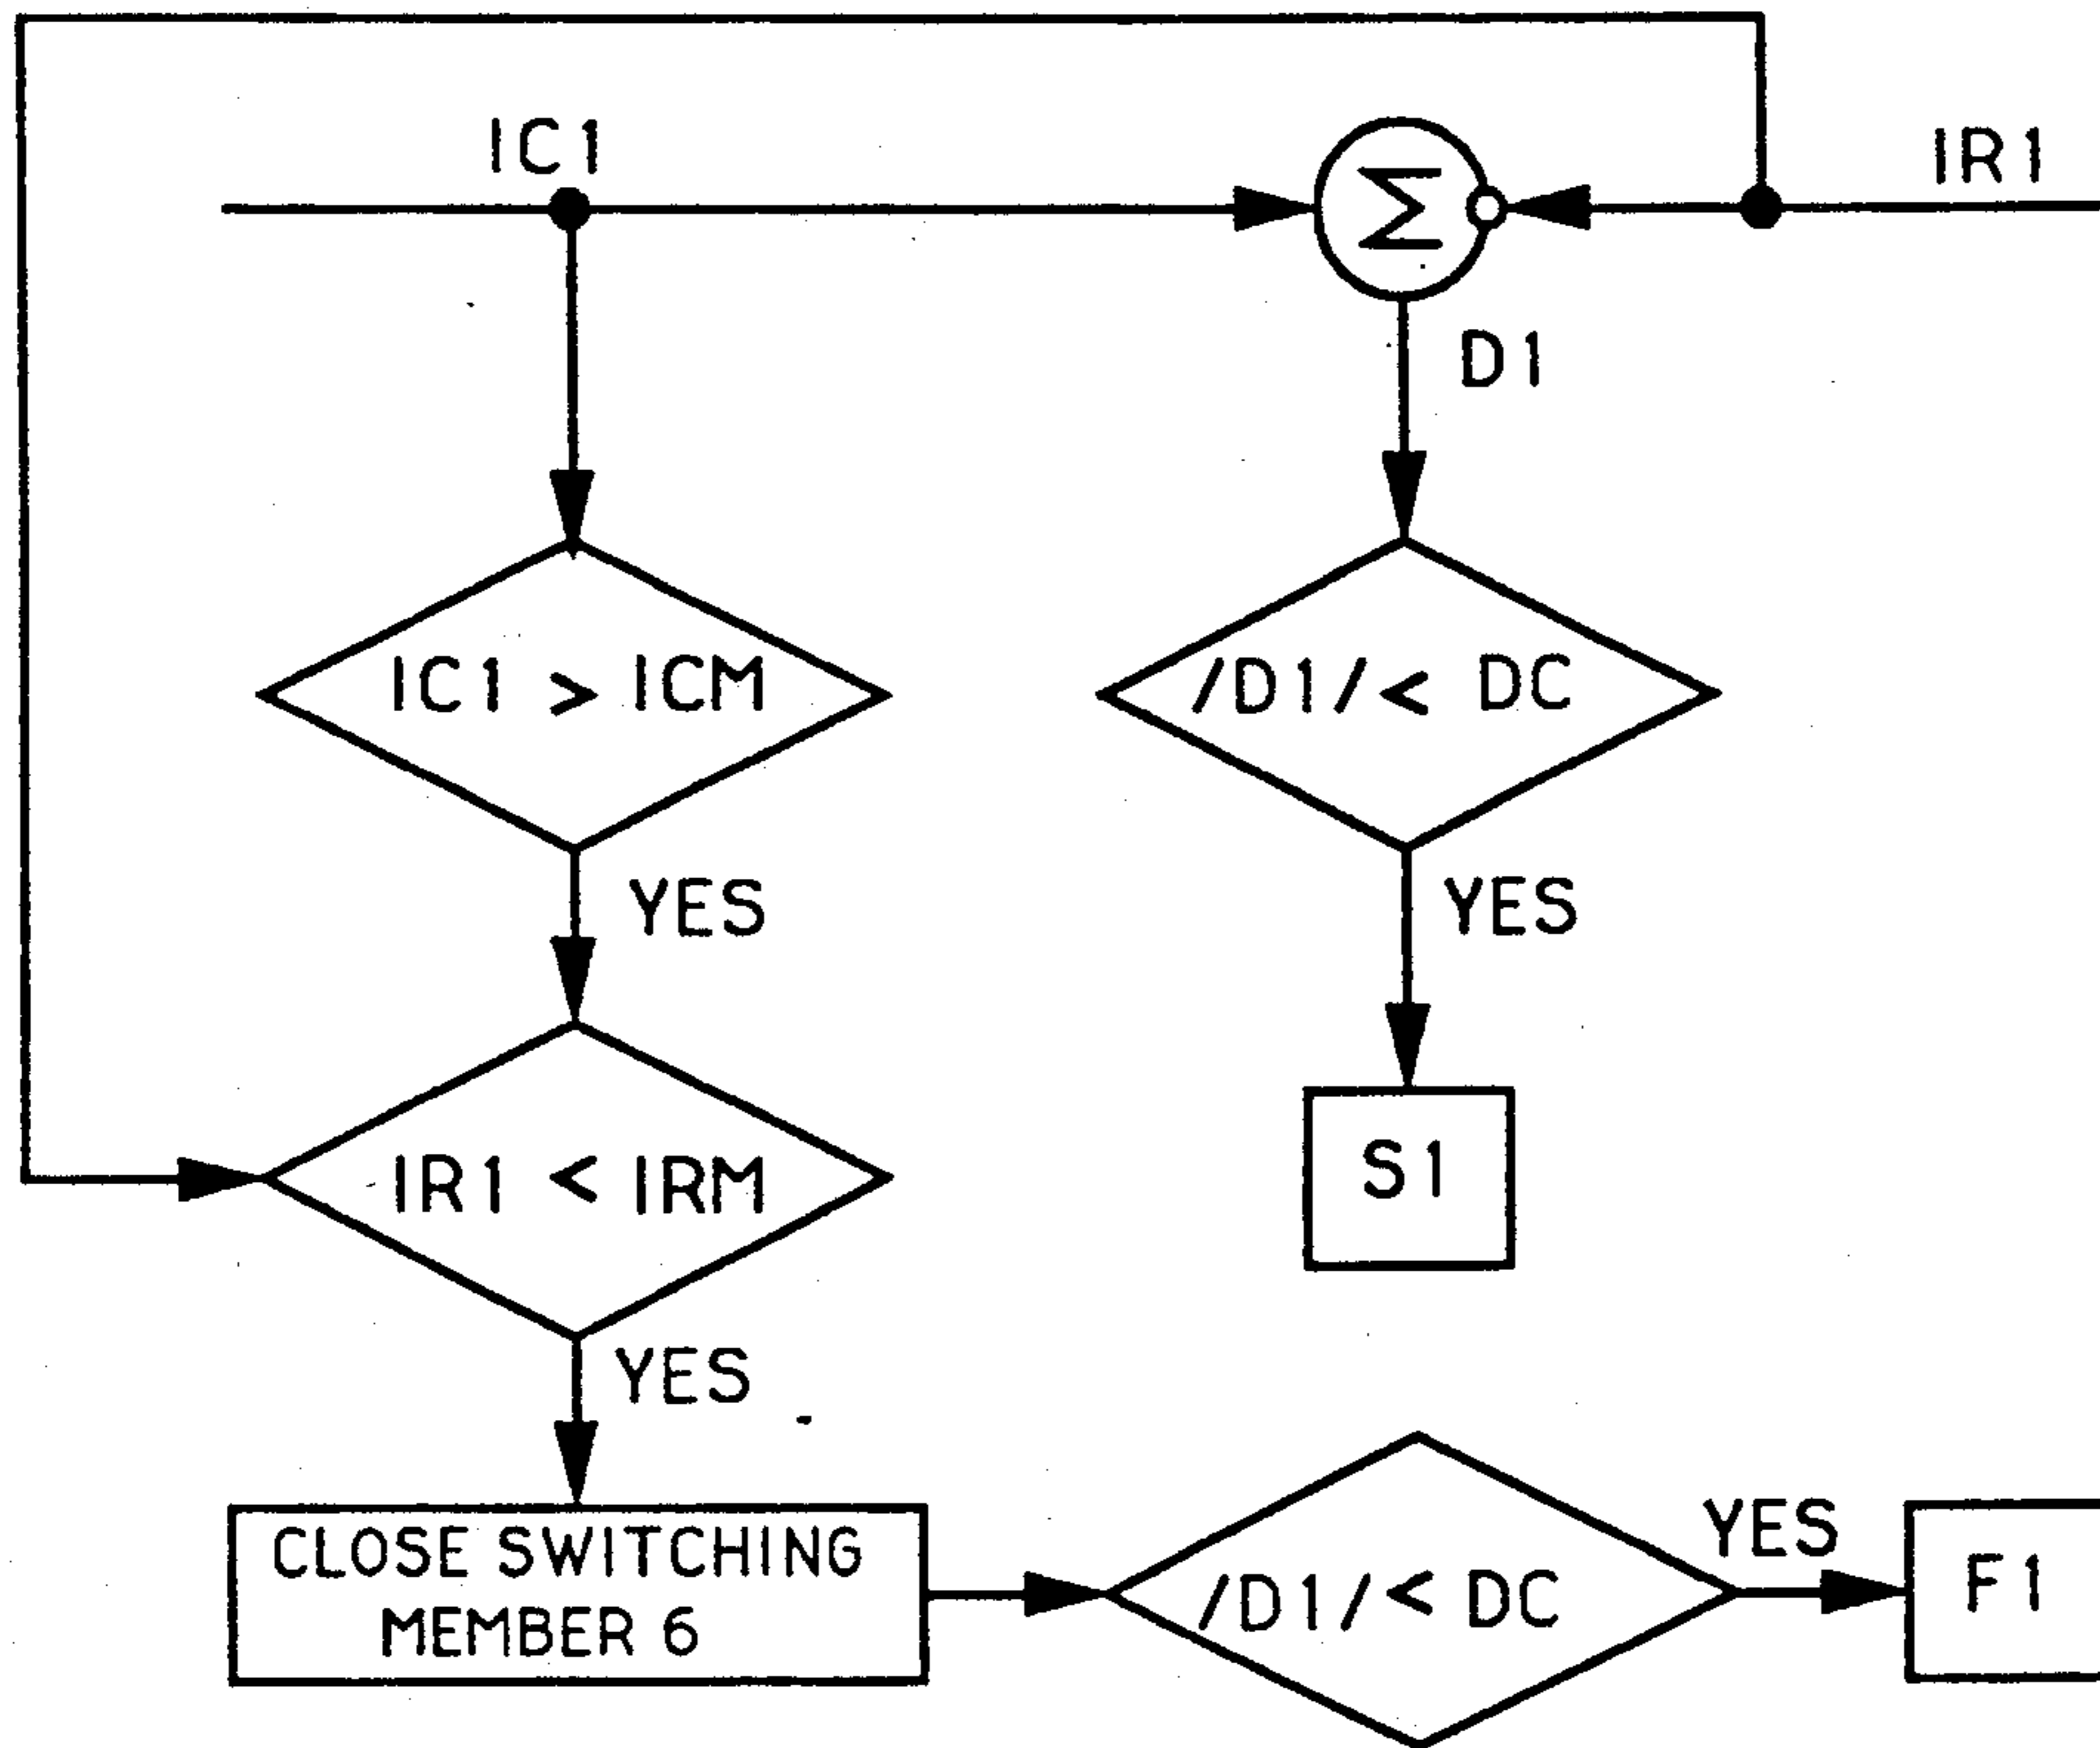 IC1
Σ
IR1
D1
IC1 > ICM
/D1/< DC
YES
YES
IR1 < IRM
S1
YES
CLOSE SWITCHING
MEMBER 6
/D1/< DC
YES
F1